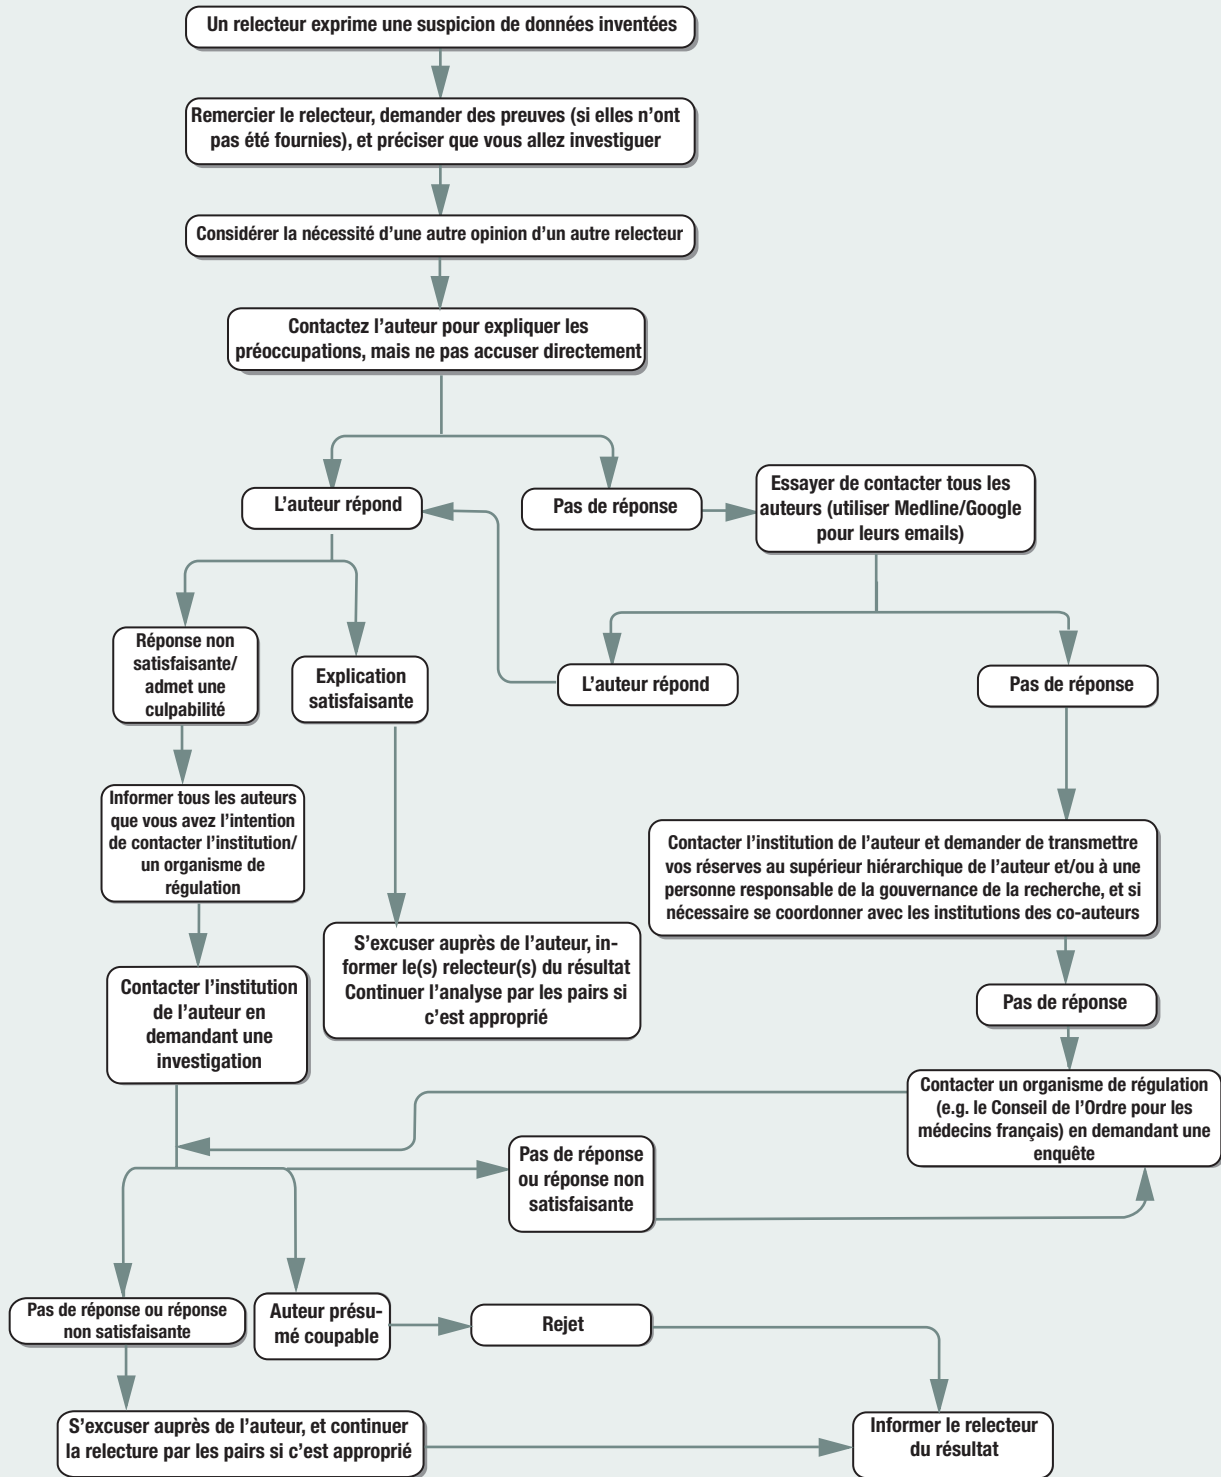 Un relecteur exprime une suspicion de données inventées
Remercier le relecteur, demander des preuves (si elles n'ont
pas été fournies), et préciser que vous allez investiguer
Considérer la nécessité d'une autre opinion d'un autre relecteur
Contactez l'auteur pour expliquer les
préoccupations, mais ne pas accuser directement
L'auteur répond
Pas de réponse
Essayer de contacter tous les
auteurs (utiliser Medline/Google
pour leurs emails)
Réponse non
satisfaisante/
admet une
culpabilité
Explication
satisfaisante
L'auteur répond
Pas de réponse
Informer tous les auteurs
que vous avez l'intention
de contacter l'institution/
un organisme de
régulation
Contacter l'institution de l'auteur et demander de transmettre
vos réserves au supérieur hiérarchique de l'auteur et/ou à une
personne responsable de la gouvernance de la recherche, et si
nécessaire se coordonner avec les institutions des co-auteurs
S'excuser auprès de l'auteur, in-
former le(s) relecteur(s) du résultat
Continuer l'analyse par les pairs si
c'est approprié
Contacter l'institution
de l'auteur en
demandant une
investigation
Pas de réponse
Contacter un organisme de régulation
(e.g. le Conseil de l'Ordre pour les
médecins français) en demandant une
enquête
Pas de réponse
ou réponse non
satisfaisante
Pas de réponse ou réponse
non satisfaisante
Auteur présu-
mé coupable
Rejet
S'excuser auprès de l'auteur, et continuer
la relecture par les pairs si c'est approprié
Informer le relecteur
du résultat